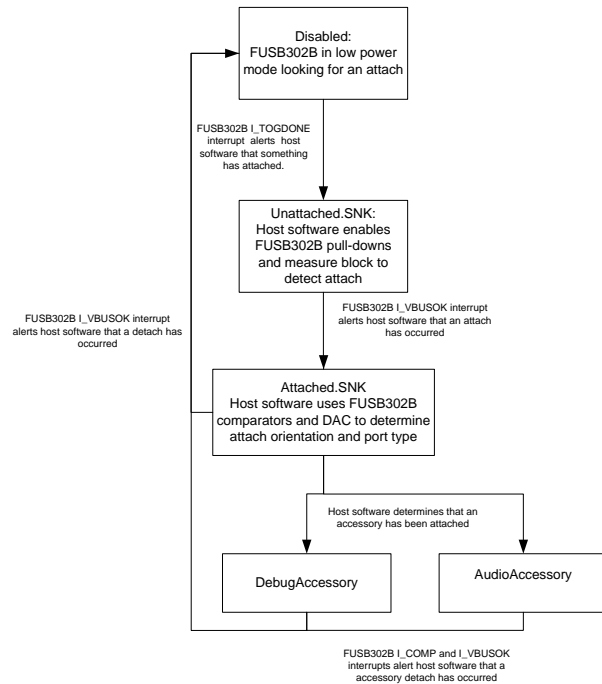 Disabled:
FUSB302B in low power
mode looking for an attach
FUSB302B I_TOGDONE
interrupt alerts host
software that something
has attached.
Unattached.SNK:
Host software enables
FUSB302B pull-downs
and measure block to
detect attach
FUSB302B I_VBUSOK interrupt
alerts host software that a detach has
occurred
FUSB302B I_VBUSOK interrupt
alerts host software that an attach
has occurred
Attached.SNK
Host software uses FUSB302B
comparators and DAC to determine
attach orientation and port type
Host software determines that an
accessory has been attached
DebugAccessory
AudioAccessory
FUSB302B I_COMP and I_VBUSOK
interrupts alert host software that a
accessory detach has occurred